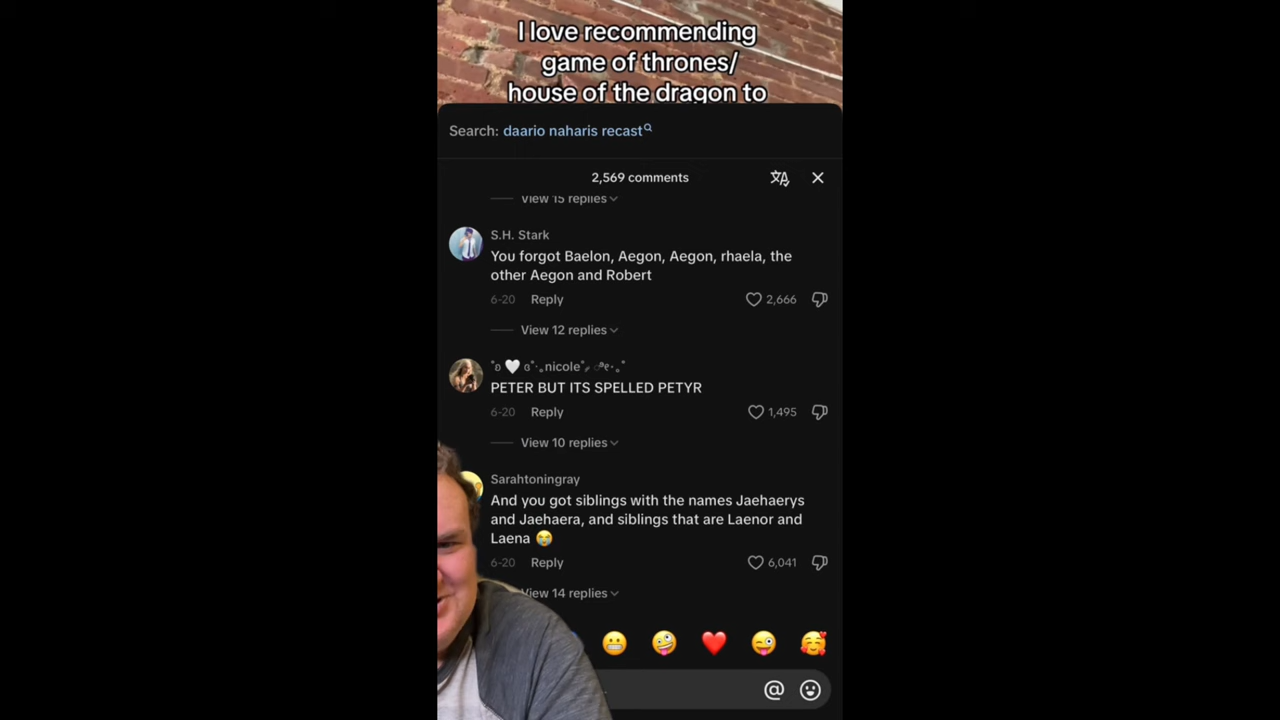 I love recommending
game of thrones/
house of the dragon to
Search: daario naharis recast
2,569 comments
View 15 replies
S.H. Stark
You forgot Baelon, Aegon, Aegon, rhaela, the
other Aegon and Robert
6-20 Reply 2,666
View 12 replies
nicole
PETER BUT ITS SPELLED PETYR
6-20 Reply 1,495
View 10 replies
Sarahtoningray
And you got siblings with the names Jaehaerys
and Jaehaera, and siblings that are Laenor and
Laena 😭
6-20 Reply 6,041
View 14 replies
@